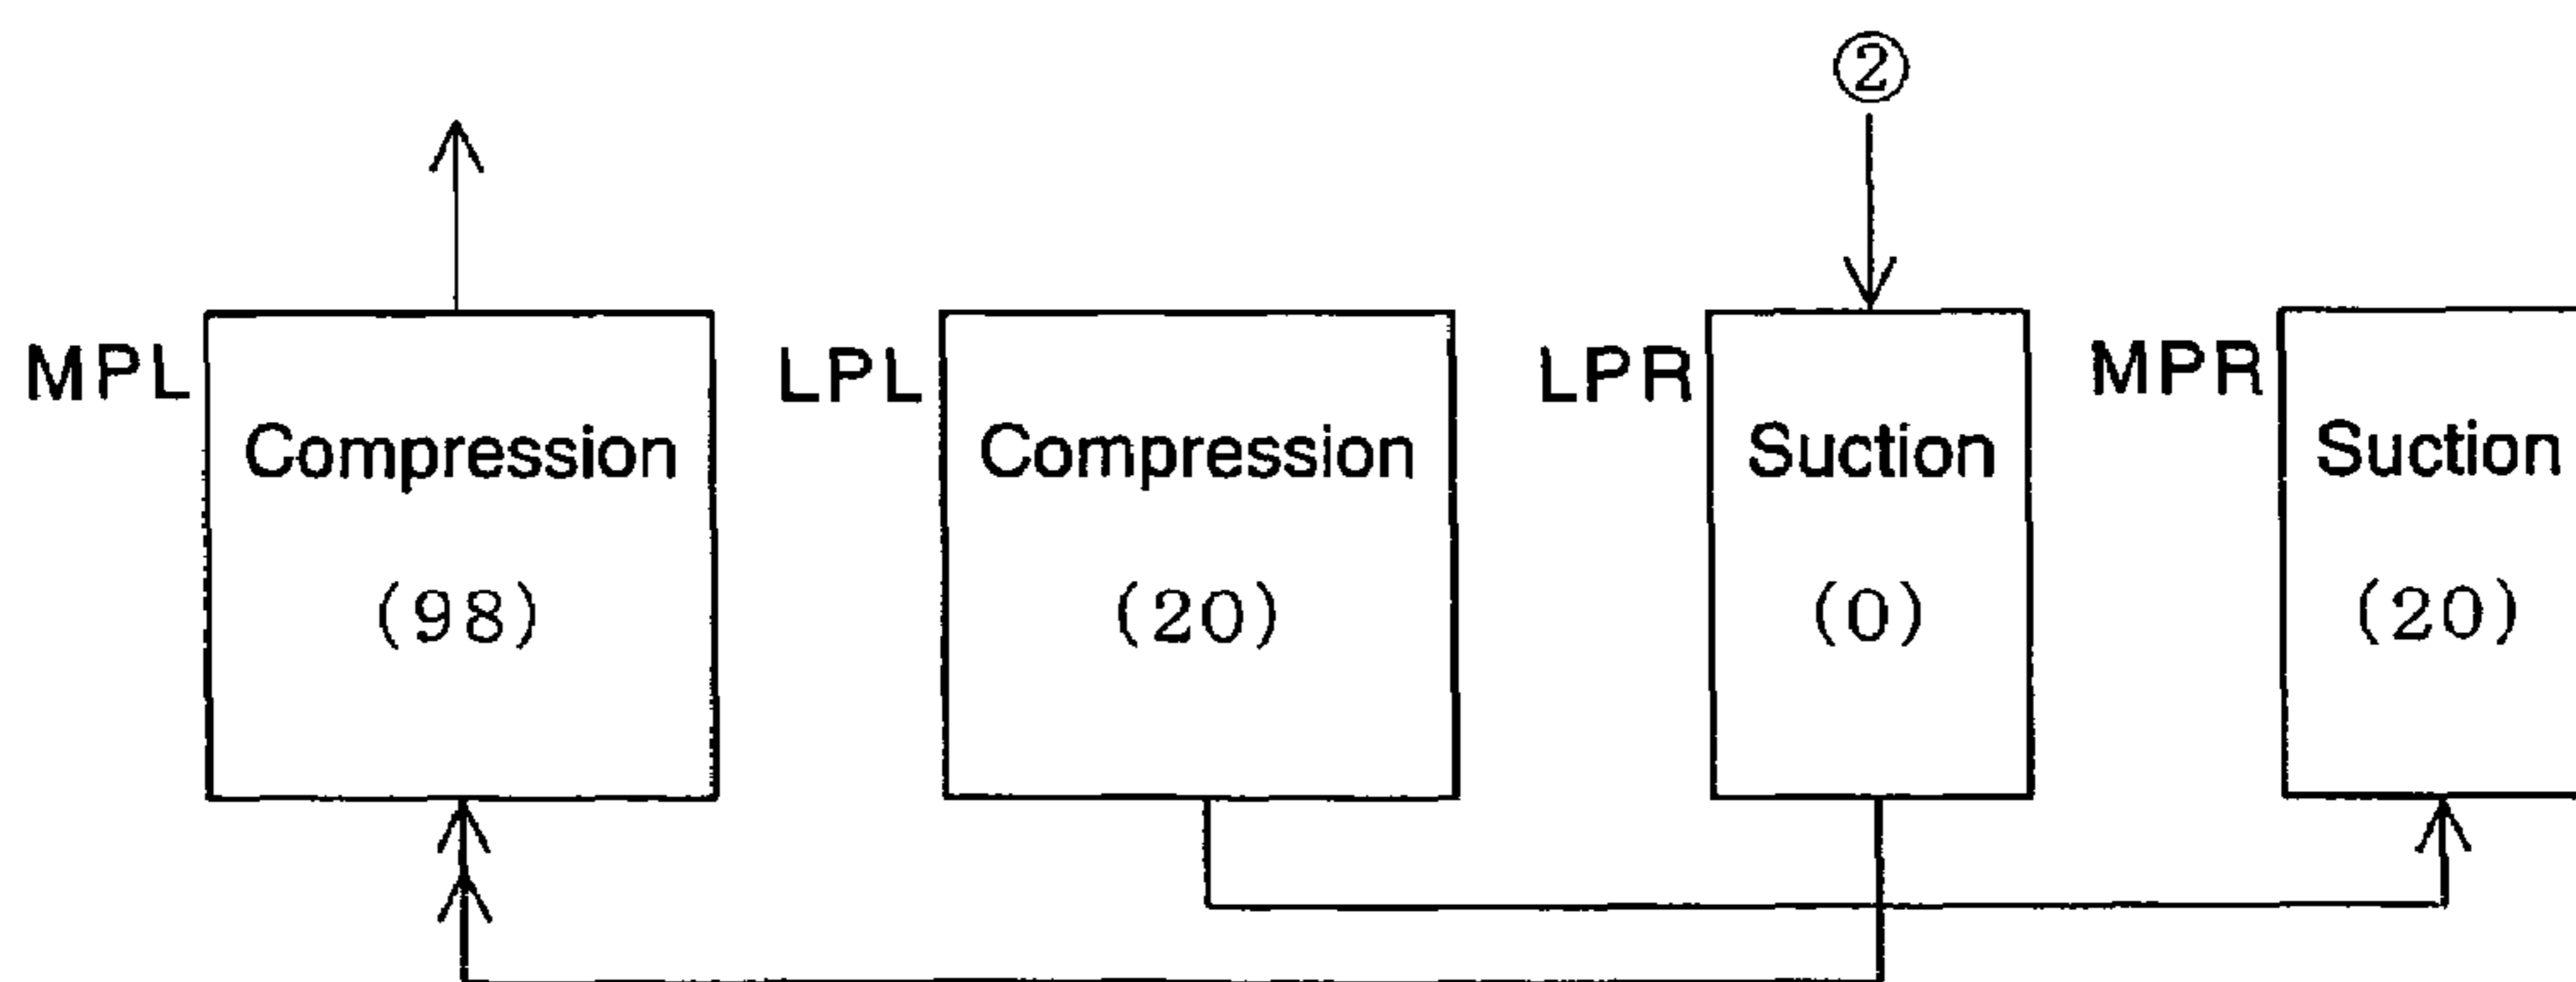 ②
MPL
Compression
(98)
LPL
Compression
(20)
LPR
Suction
(0)
MPR
Suction
(20)